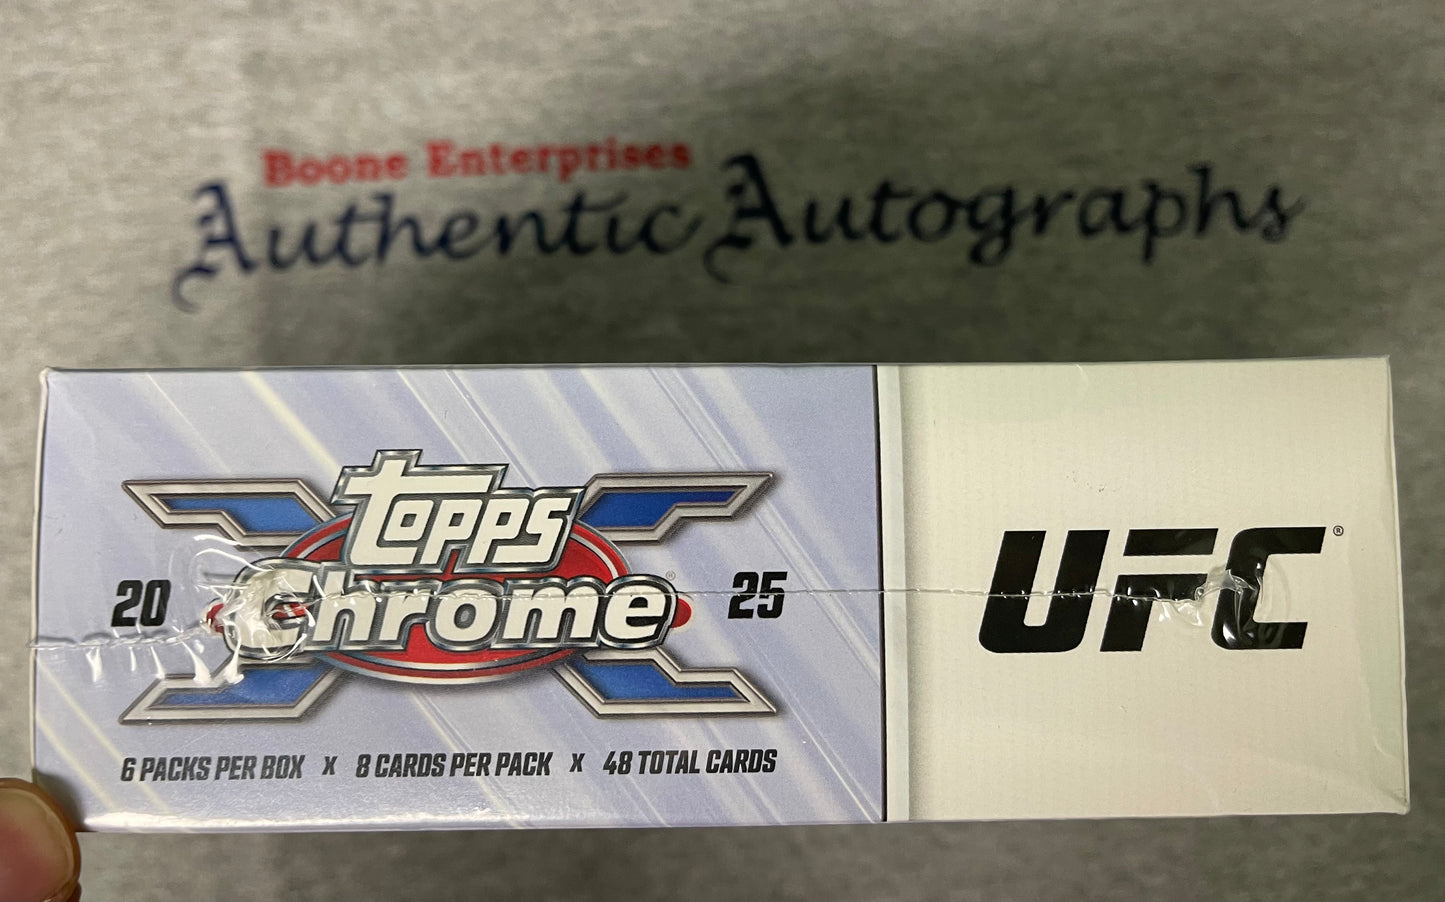 Boone Enterprises
Authentic Autographs
topps
Chrome®
20 25
6 PACKS PER BOX X 8 CARDS PER PACK X 48 TOTAL CARDS
UFC®